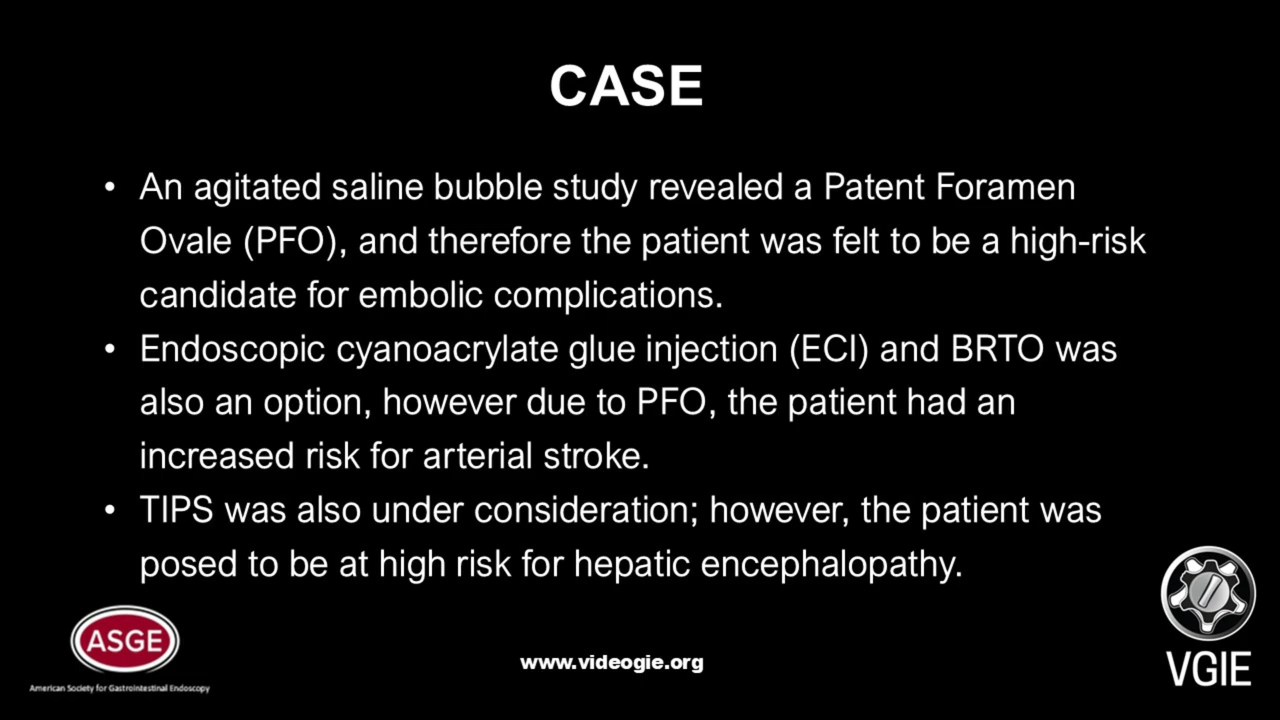 CASE
• An agitated saline bubble study revealed a Patent Foramen
Ovale (PFO), and therefore the patient was felt to be a high-risk
candidate for embolic complications.
• Endoscopic cyanoacrylate glue injection (ECI) and BRTO was
also an option, however due to PFO, the patient had an
increased risk for arterial stroke.
• TIPS was also under consideration; however, the patient was
posed to be at high risk for hepatic encephalopathy.
ASGE
American Society for Gastrointestinal Endoscopy
www.videogie.org
VGIE